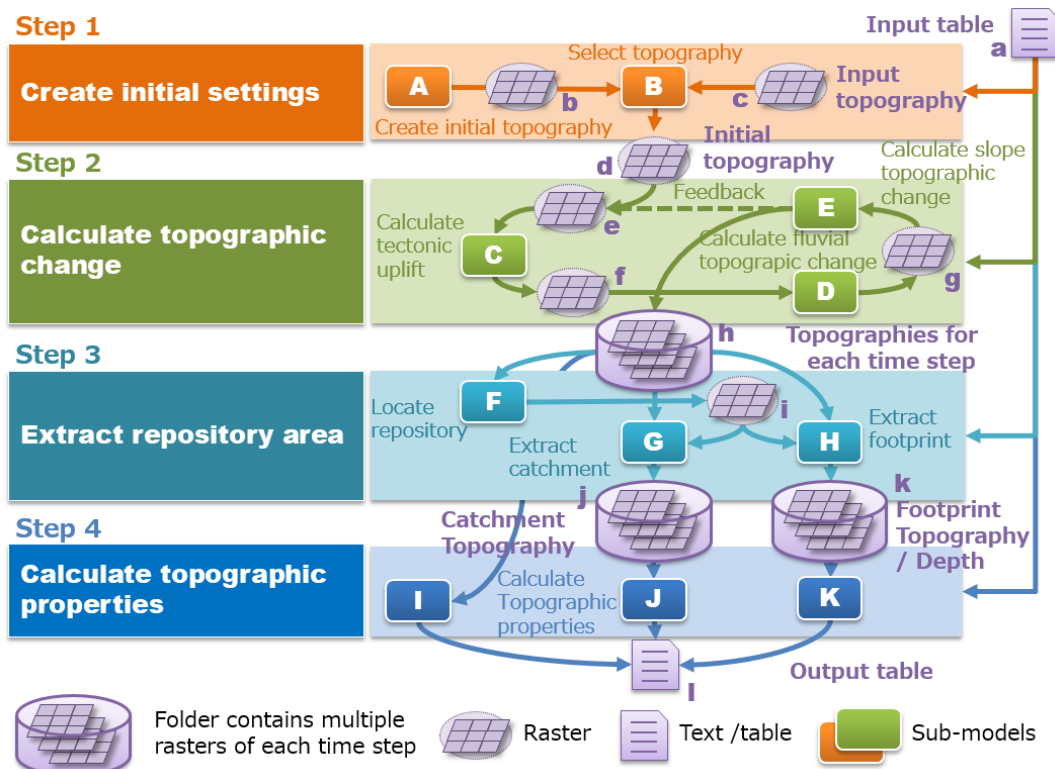 Step 1
Input table
a
Create initial settings
Select topography
A
b
B
c
Input
topography
Create initial topography
Step 2
d
Initial
topography
Calculate slope
topographic
change
Calculate topographic
change
Calculate
tectonic
uplift
e
Feedback
E
C
Calculate fluvial
topograpic change
f
D
g
Step 3
h
Topographies for
each time step
Extract repository area
Locate
repository
F
i
Extract
catchment
G
H
Extract
footprint
Step 4
Catchment
Topography
j
k
Footprint
Topography
/ Depth
Calculate topographic
properties
I
Calculate
Topographic
properties
J
K
l
Output table
Folder contains multiple
rasters of each time step
Raster
Text /table
Sub-models